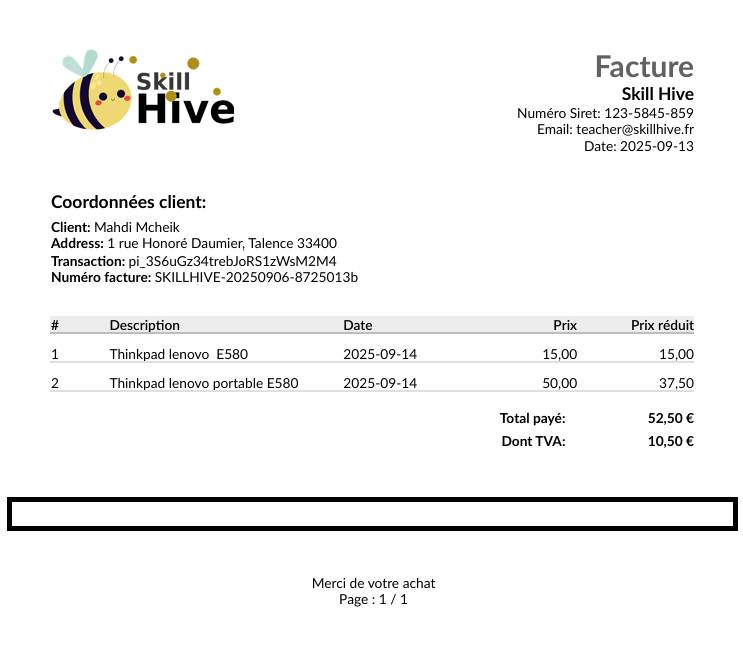 Skill
Hive
Facture
Skill Hive
Numéro Siret: 123-5845-859
Email: teacher@skillhive.fr
Date: 2025-09-13
Coordonnées client:
Client: Mahdi Mcheik
Address: 1 rue Honoré Daumier, Talence 33400
Transaction: pi_3S6uGz34trebJoRS1zWsM2M4
Numéro facture: SKILLHIVE-20250906-8725013b
# Description Date Prix Prix réduit
1 Thinkpad lenovo  E580 2025-09-14 15,00 15,00
2 Thinkpad lenovo portable E580 2025-09-14 50,00 37,50
Total payé: 52,50 €
Dont TVA: 10,50 €
Merci de votre achat
Page : 1 / 1